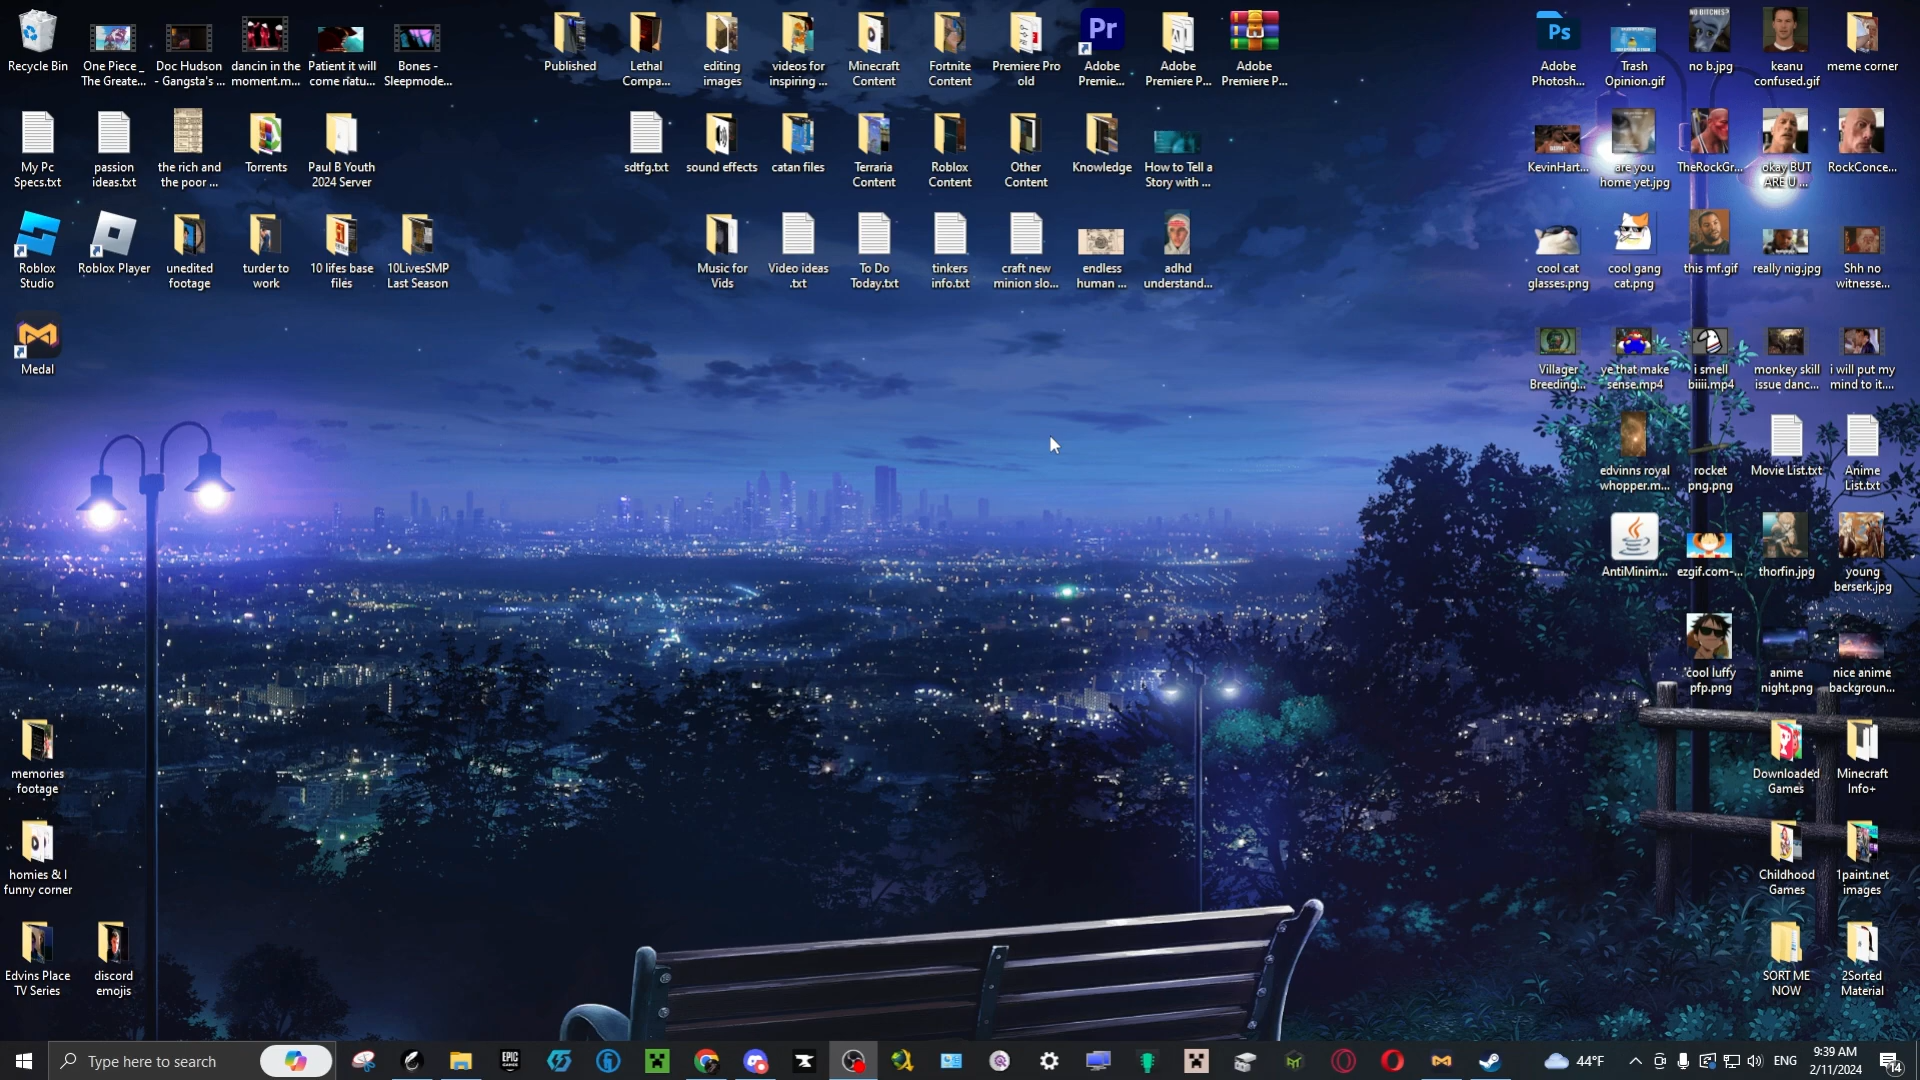 Recycle Bin
One Piece _
The Greate...
Doc Hudson
- Gangsta's ...
dancin in the
moment.m...
Patient it will
come natu...
Bones -
Sleepmode...
Published
Lethal
Compa...
editing
images
videos for
inspiring ...
Minecraft
Content
Fortnite
Content
Premiere Pro
old
Pr
Adobe
Premie...
Adobe
Premiere P...
Adobe
Premiere P...
Ps
Adobe
Photosh...
Trash
Opinion.gif
NO BITCHES?
no b.jpg
keanu
confused.gif
meme corner
My Pc
Specs.txt
passion
ideas.txt
the rich and
the poor ...
Torrents
Paul B Youth
2024 Server
sdtfg.txt
sound effects
catan files
Terraria
Content
Roblox
Content
Other
Content
Knowledge
How to Tell a
Story with ...
KevinHart...
are you
home yet.jpg
TheRockGr...
okay BUT
ARE U ...
RockConce...
Roblox
Studio
Roblox Player
unedited
footage
turder to
work
10 lifes base
files
10LivesSMP
Last Season
Music for
Vids
Video ideas
.txt
To Do
Today.txt
tinkers
info.txt
craft new
minion slo...
endless
human ...
adhd
understand...
cool cat
glasses.png
cool gang
cat.png
this mf.gif
really nig.jpg
Shh no
witnesse...
Medal
Villager
Breeding...
ye that make
sense.mp4
i smell
biiii.mp4
monkey skill
issue danc...
i will put my
mind to it....
edvinns royal
whopper.m...
rocket
png.png
Movie List.txt
Anime
List.txt
AntiMinim...
ezgif.com-...
thorfin.jpg
young
berserk.jpg
cool luffy
pfp.png
anime
night.png
nice anime
backgroun...
memories
footage
Downloaded
Games
Minecraft
Info+
homies & I
funny corner
Childhood
Games
1paint.net
images
Edvins Place
TV Series
discord
emojis
SORT ME
NOW
2Sorted
Material
Type here to search
EPIC
GAMES
44°F
ENG
9:39 AM
2/11/2024
14